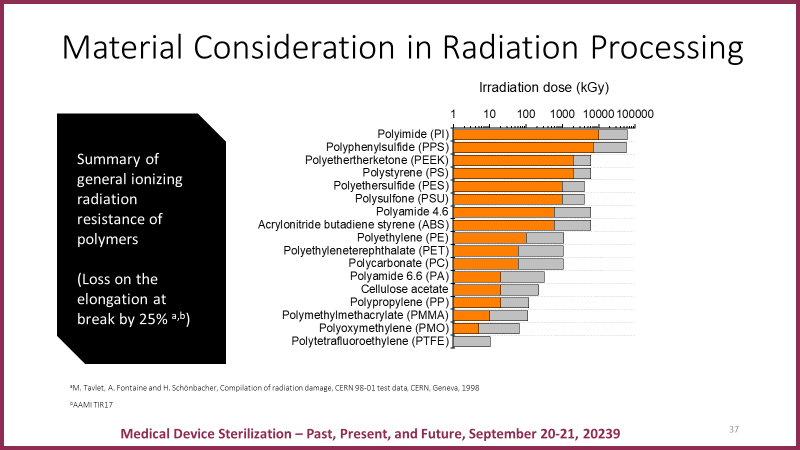 Material Consideration in Radiation Processing
Irradiation dose (kGy)
1 10 100 1000 10000 100000
Summary of
general ionizing
radiation
resistance of
polymers
(Loss on the
elongation at
break by 25% a,b)
Polyimide (PI)
Polyphenylsulfide (PPS)
Polyethertherketone (PEEK)
Polystyrene (PS)
Polyethersulfide (PES)
Polysulfone (PSU)
Polyamide 4.6
Acrylonitride butadiene styrene (ABS)
Polyethylene (PE)
Polyethyleneterephthalate (PET)
Polycarbonate (PC)
Polyamide 6.6 (PA)
Cellulose acetate
Polypropylene (PP)
Polymethylmethacrylate (PMMA)
Polyoxymethylene (PMO)
Polytetrafluoroethylene (PTFE)
aM. Tavlet, A. Fontaine and H. Schönbacher, Compilation of radiation damage, CERN 98-01 test data, CERN, Geneva, 1998
bAAMI TIR17
Medical Device Sterilization – Past, Present, and Future, September 20-21, 20239
37